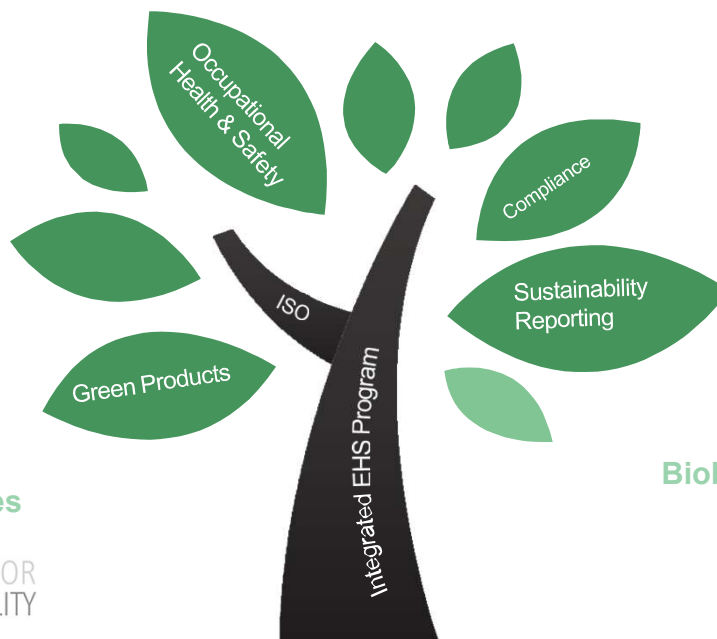 Occupational
Health & Safety
Compliance
Sustainability
Reporting
ISO
Green Products
Integrated EHS Program